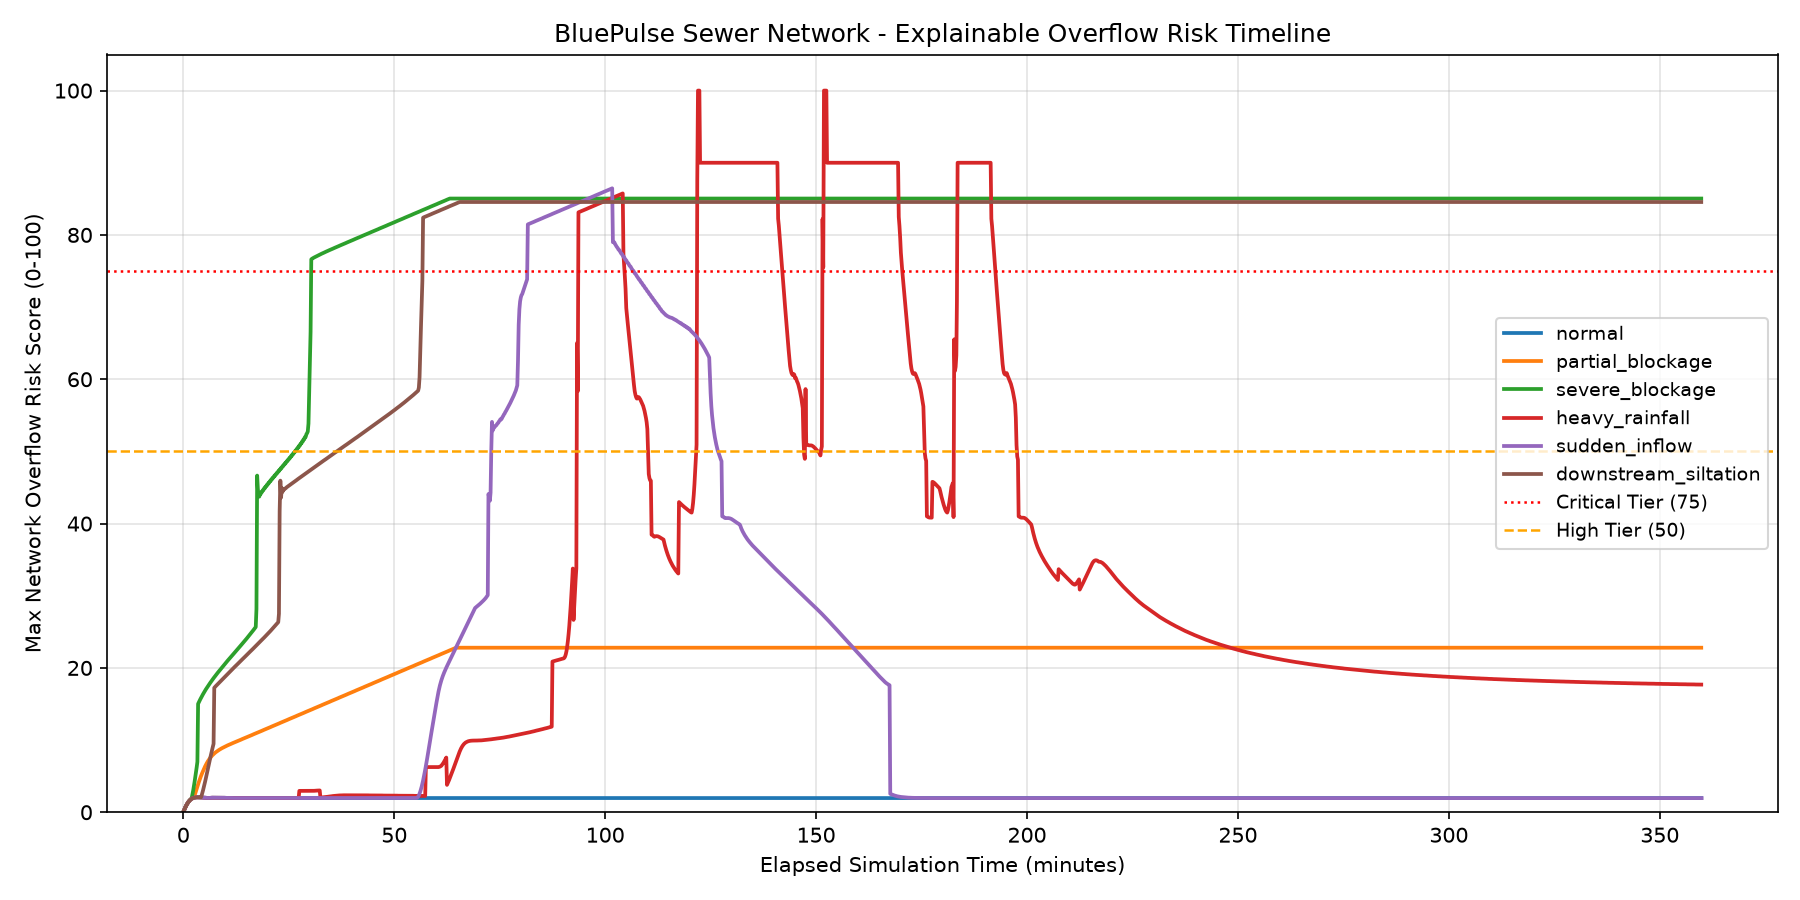 BluePulse Sewer Network - Explainable Overflow Risk Timeline
Max Network Overflow Risk Score (0-100)
100
80
60
40
20
0
normal
partial_blockage
severe_blockage
heavy_rainfall
sudden_inflow
downstream_siltation
Critical Tier (75)
High Tier (50)
0 50 100 150 200 250 300 350
Elapsed Simulation Time (minutes)